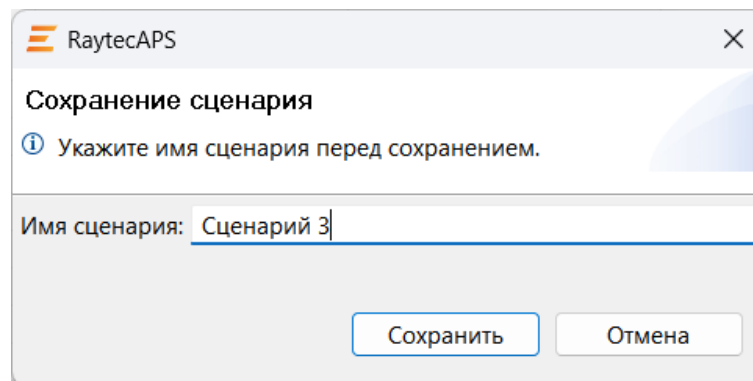 RaytecAPS
Сохранение сценария
Укажите имя сценария перед сохранением.
Имя сценария: Сценарий 3
Сохранить Отмена